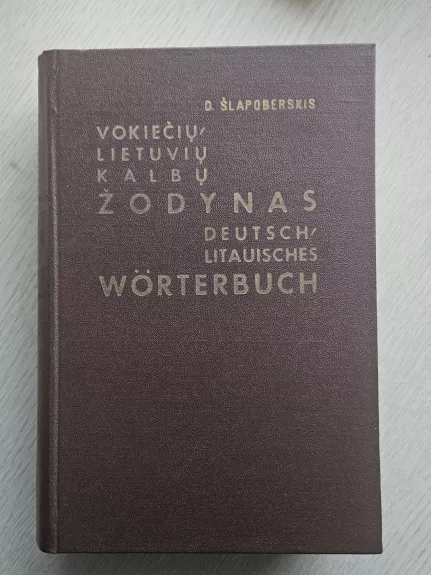 D. ŠLAPOBERSKIS
VOKIEČIŲ/
LIETUVIŲ
KALBŲ
ŽODYNAS
DEUTSCH/
LITAUISCHES
WÖRTERBUCH